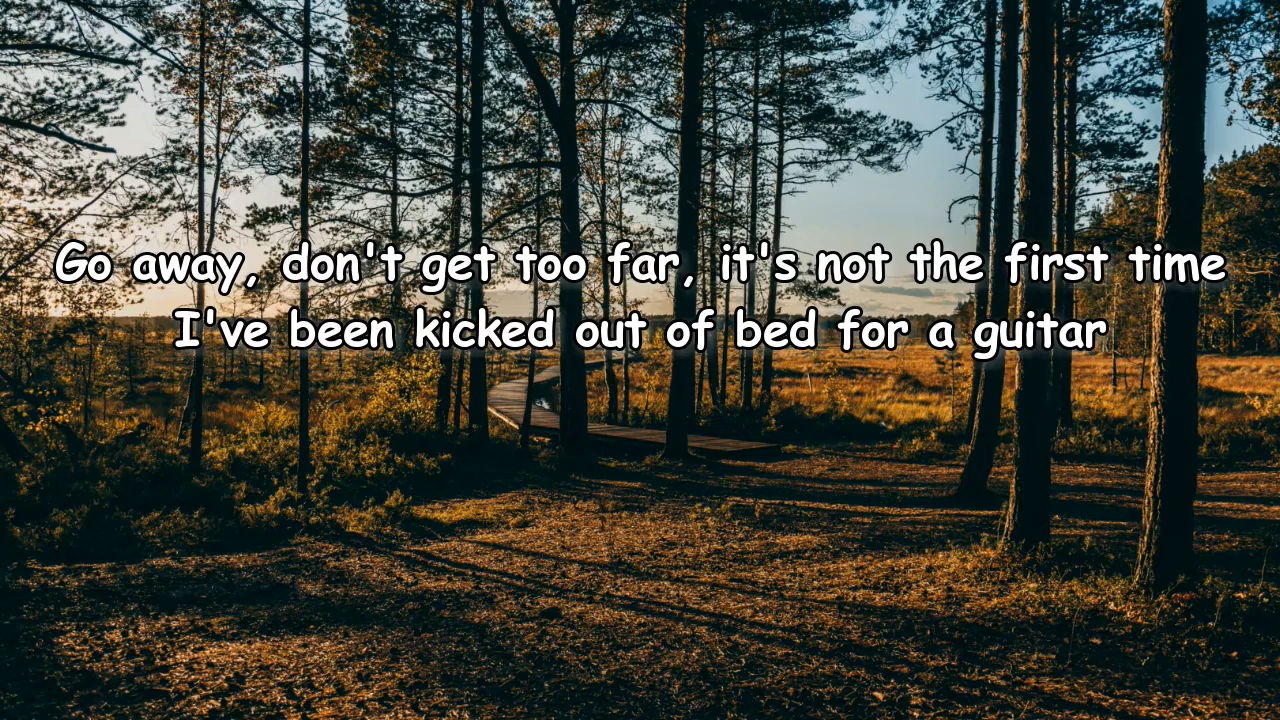 Go away, don't get too far, it's not the first time
I've been kicked out of bed for a guitar